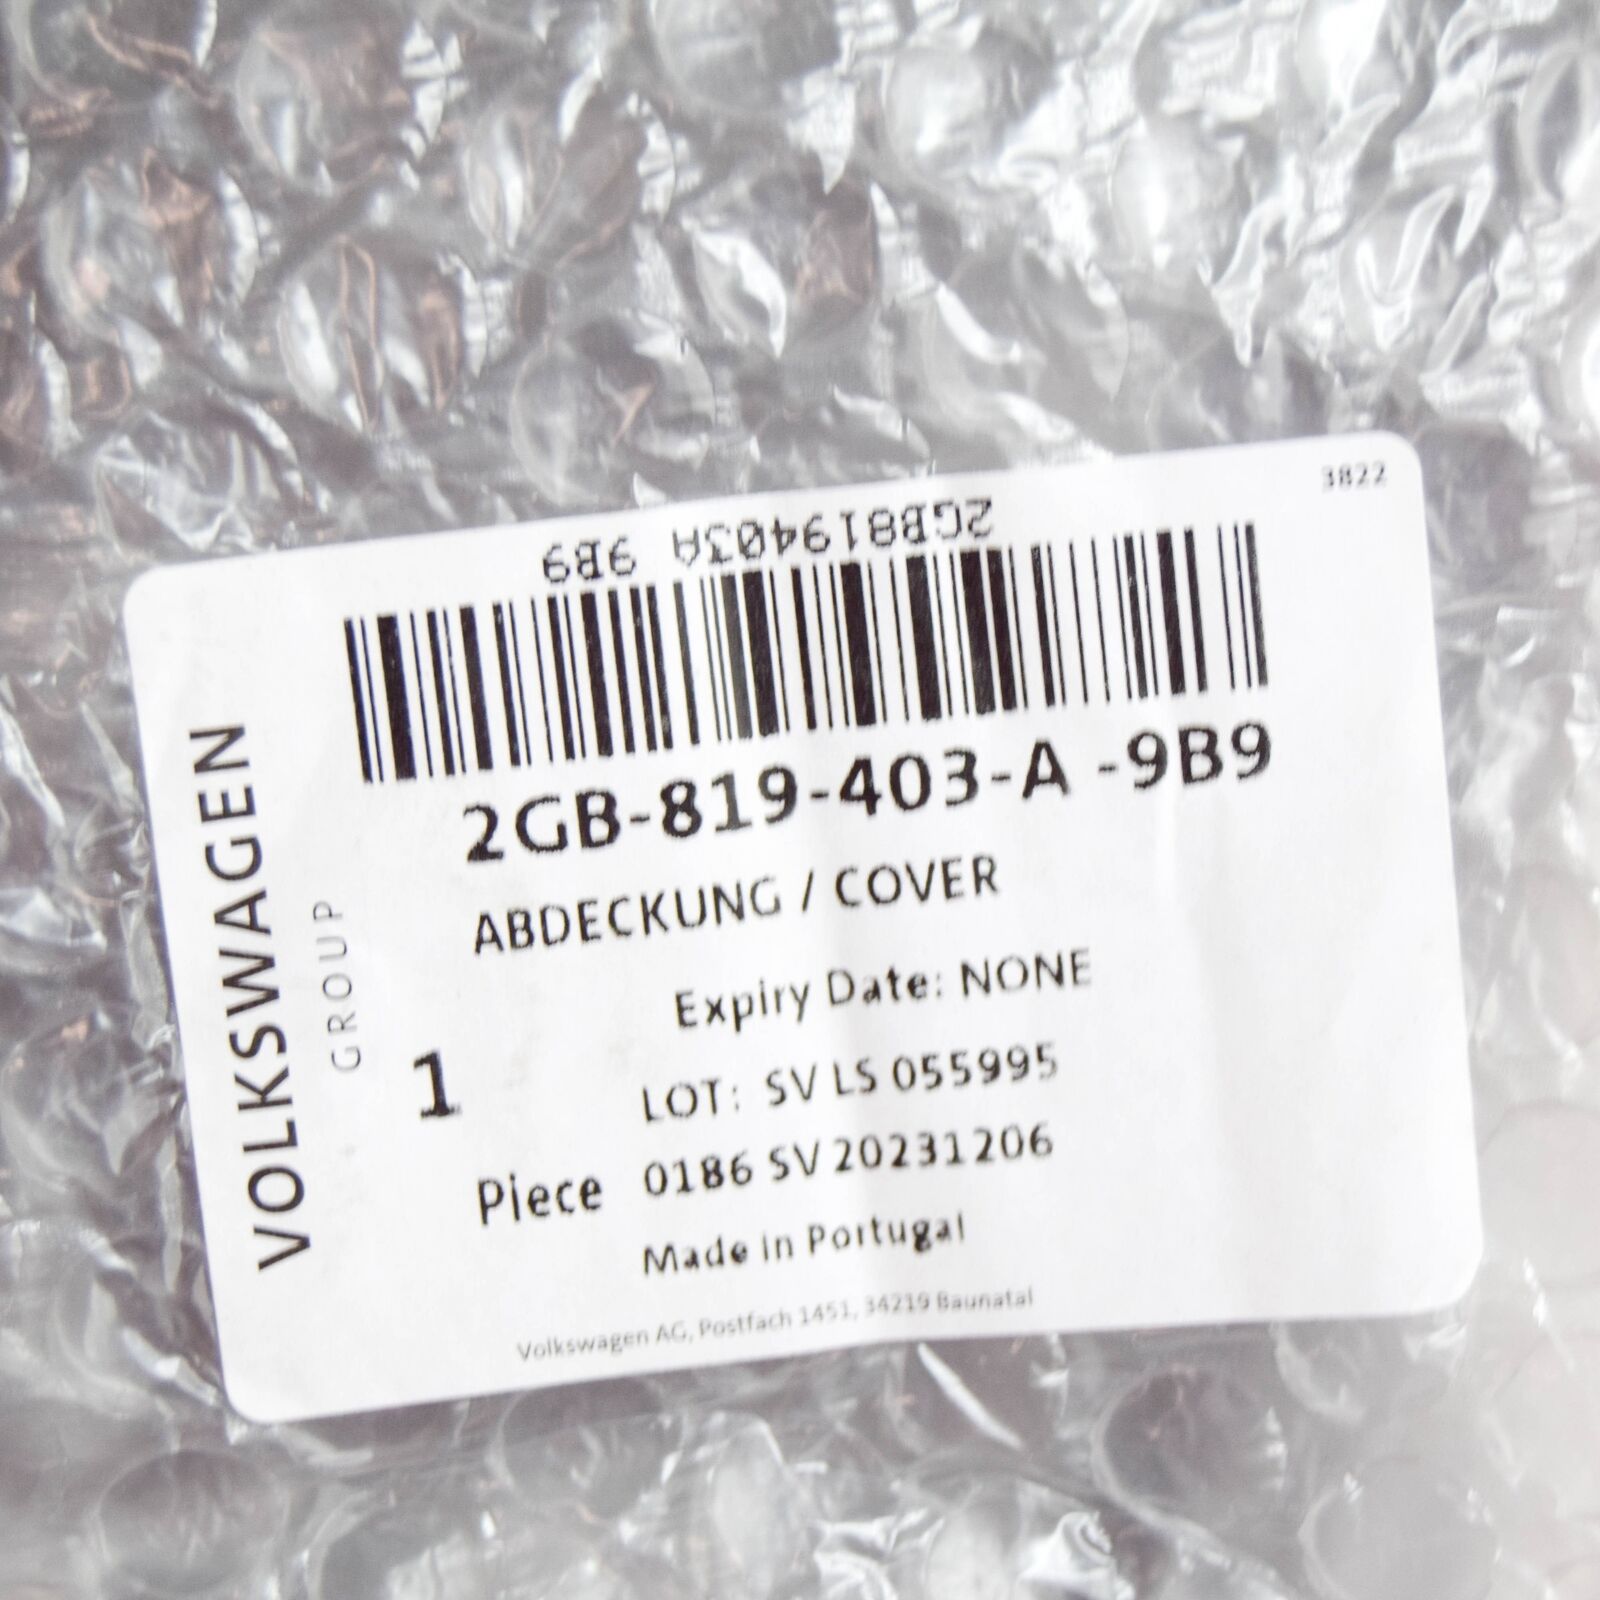 3822
2GB819403A 9B9
2GB-819-403-A -9B9
ABDECKUNG / COVER
Expiry Date: NONE
1
LOT: SV LS 055995
Piece 0186 SV 20231206
Made in Portugal
Volkswagen AG, Postfach 1451, 34219 Baunatal
VOLKSWAGEN
GROUP